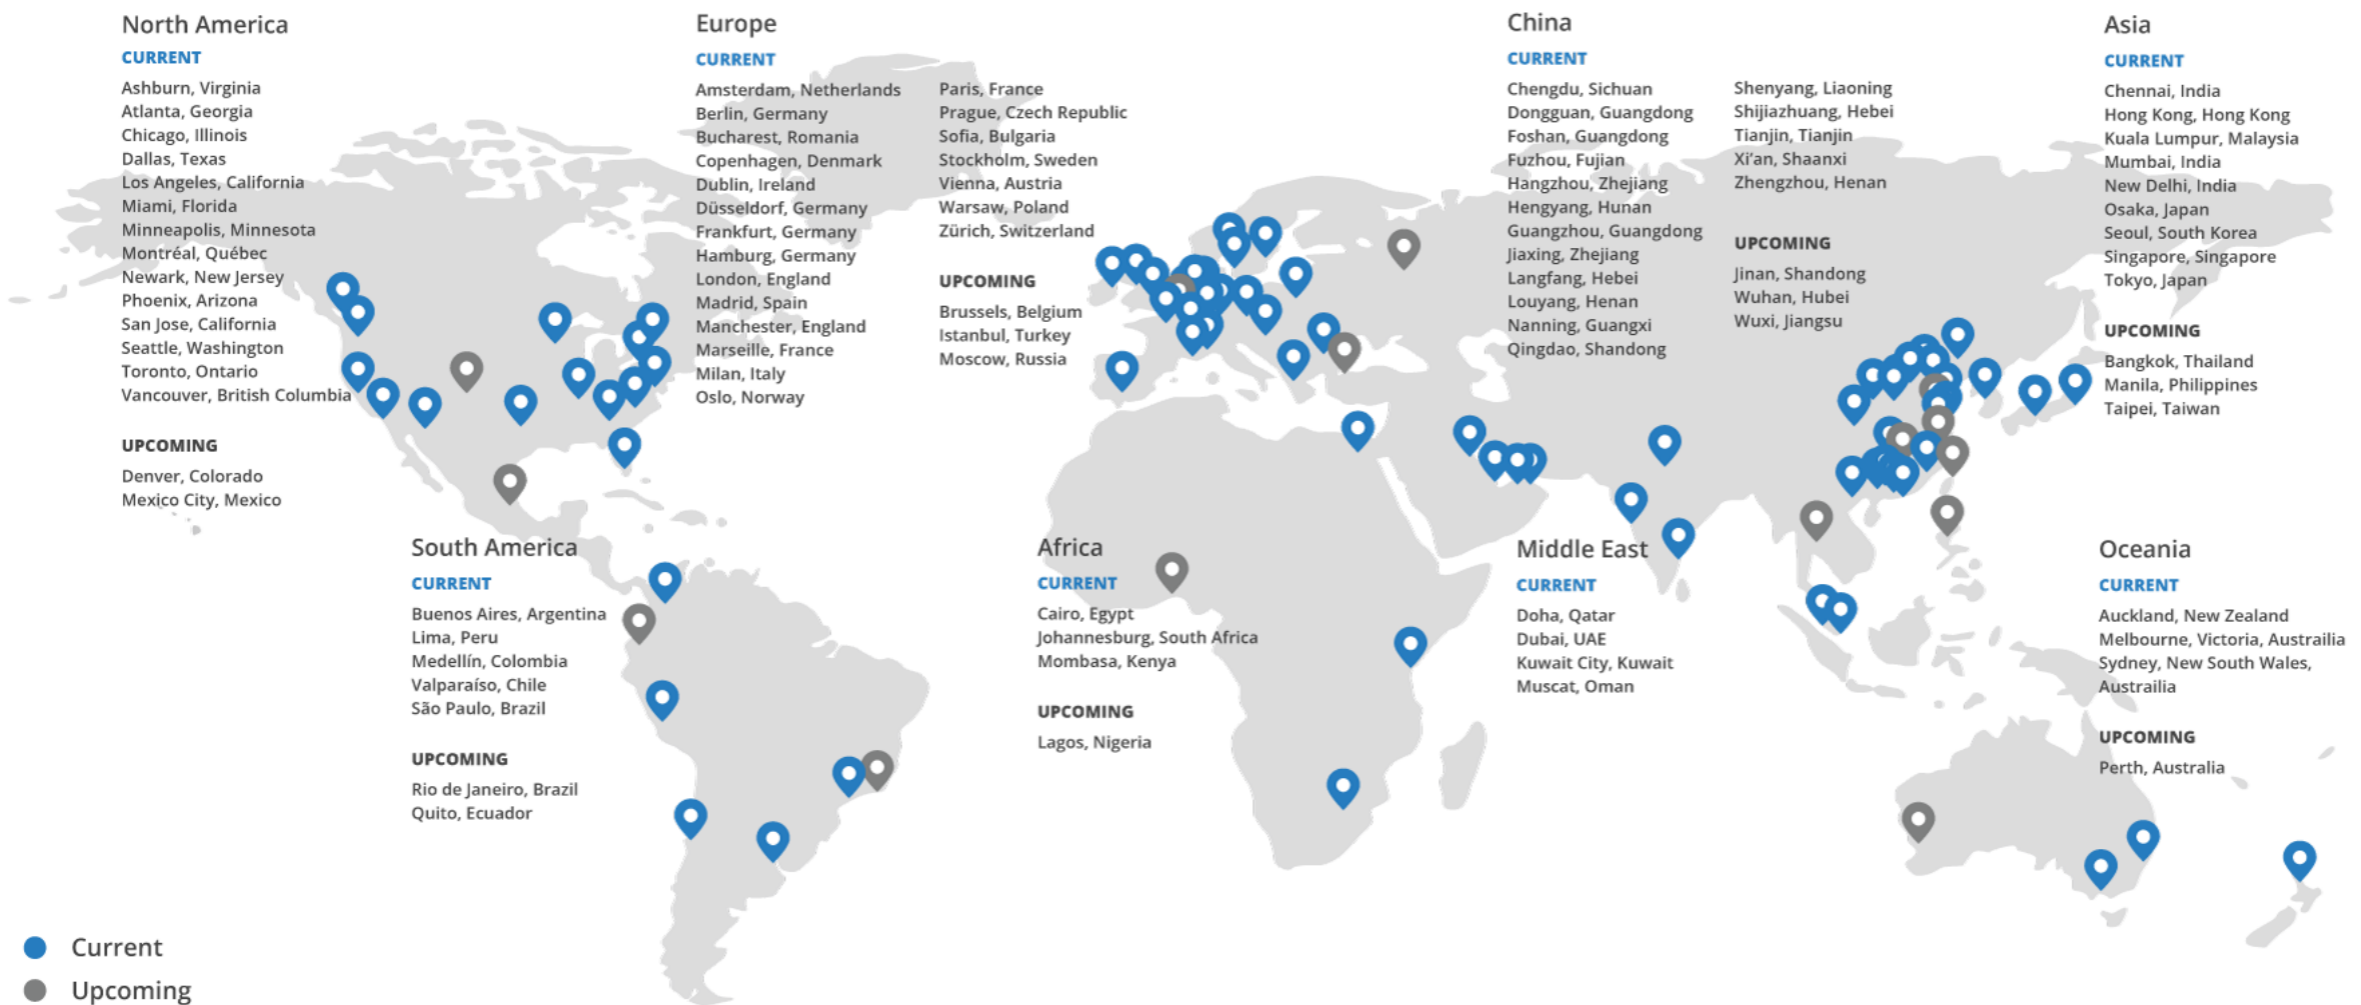 North America
CURRENT
Ashburn, Virginia
Atlanta, Georgia
Chicago, Illinois
Dallas, Texas
Los Angeles, California
Miami, Florida
Minneapolis, Minnesota
Montréal, Québec
Newark, New Jersey
Phoenix, Arizona
San Jose, California
Seattle, Washington
Toronto, Ontario
Vancouver, British Columbia
UPCOMING
Denver, Colorado
Mexico City, Mexico
Europe
CURRENT
Amsterdam, Netherlands
Berlin, Germany
Bucharest, Romania
Copenhagen, Denmark
Dublin, Ireland
Düsseldorf, Germany
Frankfurt, Germany
Hamburg, Germany
London, England
Madrid, Spain
Manchester, England
Marseille, France
Milan, Italy
Oslo, Norway
Paris, France
Prague, Czech Republic
Sofia, Bulgaria
Stockholm, Sweden
Vienna, Austria
Warsaw, Poland
Zürich, Switzerland
UPCOMING
Brussels, Belgium
Istanbul, Turkey
Moscow, Russia
China
CURRENT
Chengdu, Sichuan
Dongguan, Guangdong
Foshan, Guangdong
Fuzhou, Fujian
Hangzhou, Zhejiang
Hengyang, Hunan
Guangzhou, Guangdong
Jiaxing, Zhejiang
Langfang, Hebei
Louyang, Henan
Nanning, Guangxi
Qingdao, Shandong
Shenyang, Liaoning
Shijiazhuang, Hebei
Tianjin, Tianjin
Xi'an, Shaanxi
Zhengzhou, Henan
UPCOMING
Jinan, Shandong
Wuhan, Hubei
Wuxi, Jiangsu
Asia
CURRENT
Chennai, India
Hong Kong, Hong Kong
Kuala Lumpur, Malaysia
Mumbai, India
New Delhi, India
Osaka, Japan
Seoul, South Korea
Singapore, Singapore
Tokyo, Japan
UPCOMING
Bangkok, Thailand
Manila, Philippines
Taipei, Taiwan
South America
CURRENT
Buenos Aires, Argentina
Lima, Peru
Medellín, Colombia
Valparaíso, Chile
São Paulo, Brazil
UPCOMING
Rio de Janeiro, Brazil
Quito, Ecuador
Africa
CURRENT
Cairo, Egypt
Johannesburg, South Africa
Mombasa, Kenya
UPCOMING
Lagos, Nigeria
Middle East
CURRENT
Doha, Qatar
Dubai, UAE
Kuwait City, Kuwait
Muscat, Oman
Oceania
CURRENT
Auckland, New Zealand
Melbourne, Victoria, Austrailia
Sydney, New South Wales,
Austrailia
UPCOMING
Perth, Australia
Current
Upcoming